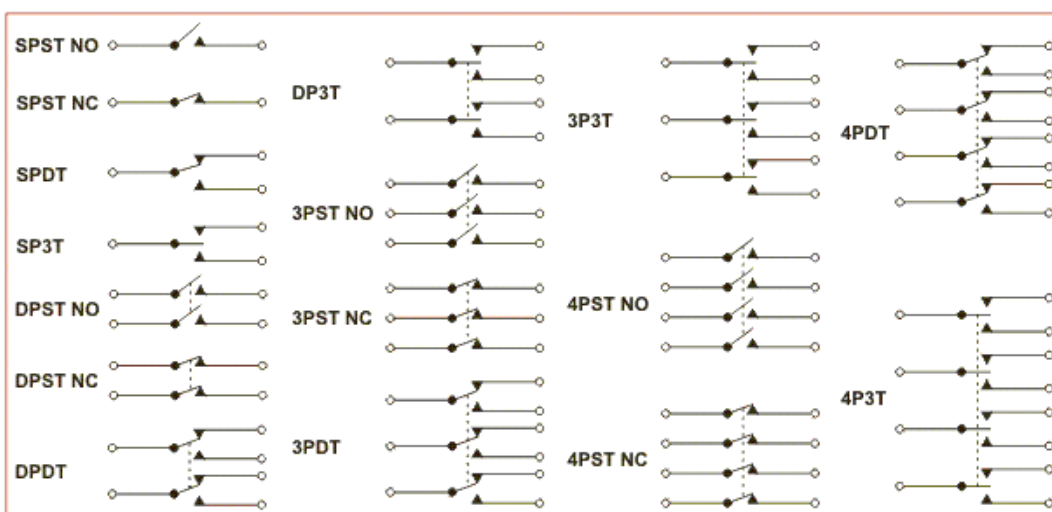 SPST NO
SPST NC
SPDT
SP3T
DPST NO
DPST NC
DPDT
DP3T
3PST NO
3PST NC
3PDT
3P3T
4PST NO
4PST NC
4PDT
4P3T